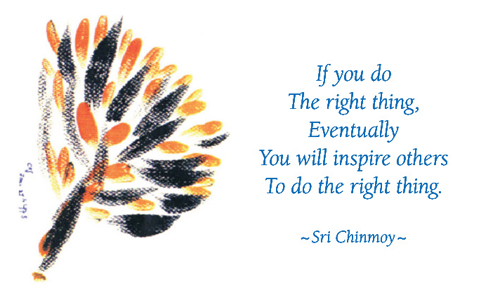 If you do
The right thing,
Eventually
You will inspire others
To do the right thing.
~Sri Chinmoy~